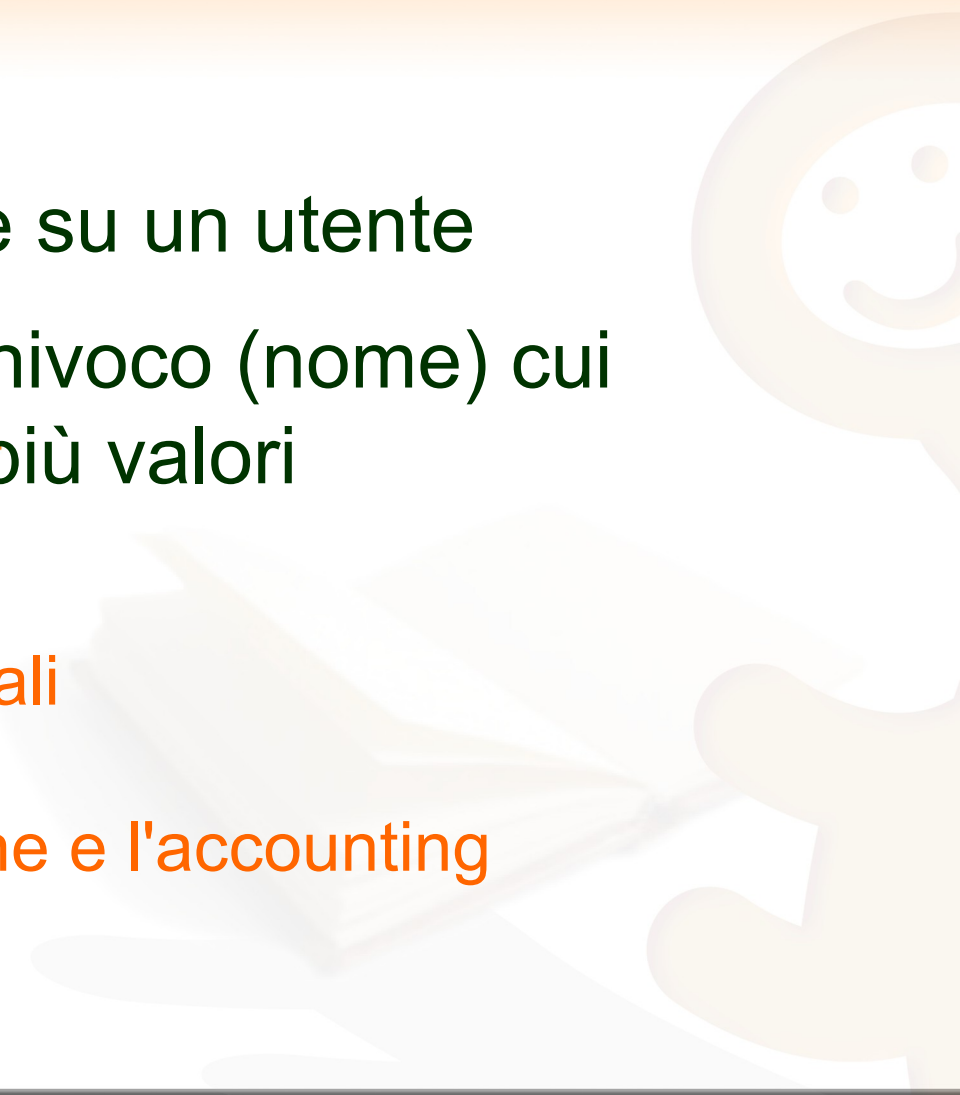 e su un utente
nivoco (nome) cui
più valori
ali
ne e l'accounting